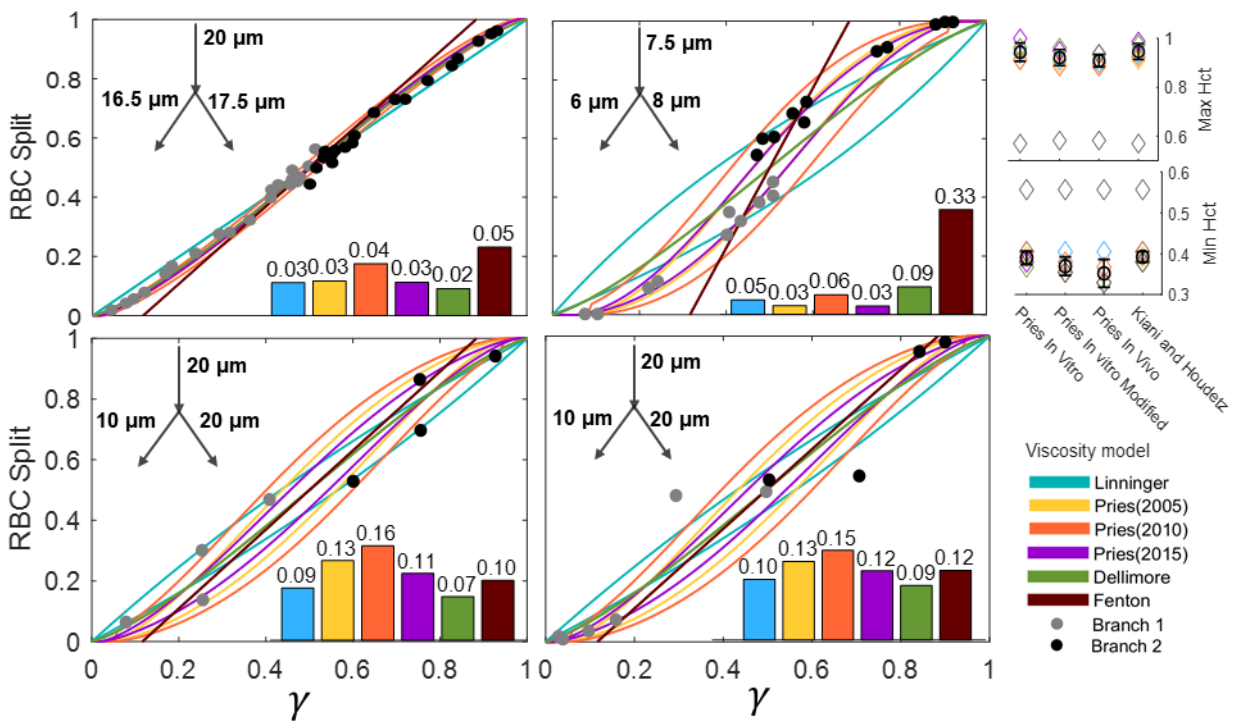 1
0.8
0.6
0.4
0.2
0
RBC Split
20 μm
16.5 μm
17.5 μm
0.03
0.03
0.04
0.03
0.02
0.05
7.5 μm
6 μm
8 μm
0.05
0.03
0.06
0.03
0.09
0.33
1
0.8
0.6
Max Hct
0.6
0.5
0.4
0.3
Min Hct
Pries In Vitro
Pries In vitro Modified
Pries In Vivo
Kiani and Houdetz
1
0.8
0.6
0.4
0.2
0
RBC Split
20 μm
10 μm
20 μm
0.09
0.13
0.16
0.11
0.07
0.10
0
0.2
0.4
0.6
0.8
1
γ
20 μm
10 μm
20 μm
0.10
0.13
0.15
0.12
0.09
0.12
0
0.2
0.4
0.6
0.8
1
γ
Viscosity model
Linninger
Pries(2005)
Pries(2010)
Pries(2015)
Dellimore
Fenton
Branch 1
Branch 2